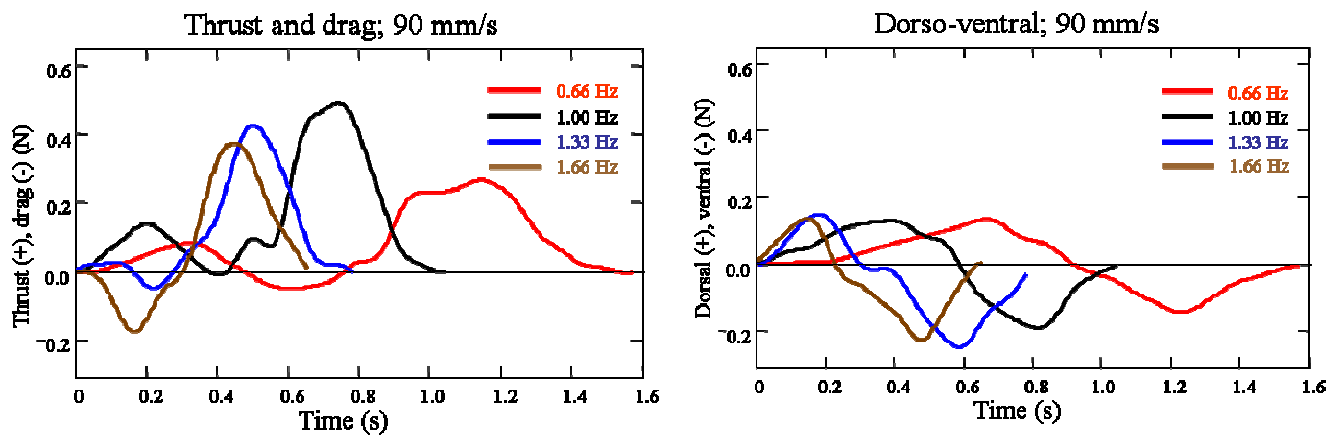 Thrust and drag; 90 mm/s
Thrust (+), drag (-) (N)
0.6
0.4
0.2
0.0
−0.2
0.66 Hz
1.00 Hz
1.33 Hz
1.66 Hz
0 0.2 0.4 0.6 0.8 1.0 1.2 1.4 1.6
Time (s)
Dorso-ventral; 90 mm/s
Dorsal (+), ventral (-) (N)
0.6
0.4
0.2
0.0
−0.2
0.66 Hz
1.00 Hz
1.33 Hz
1.66 Hz
0 0.2 0.4 0.6 0.8 1.0 1.2 1.4 1.6
Time (s)